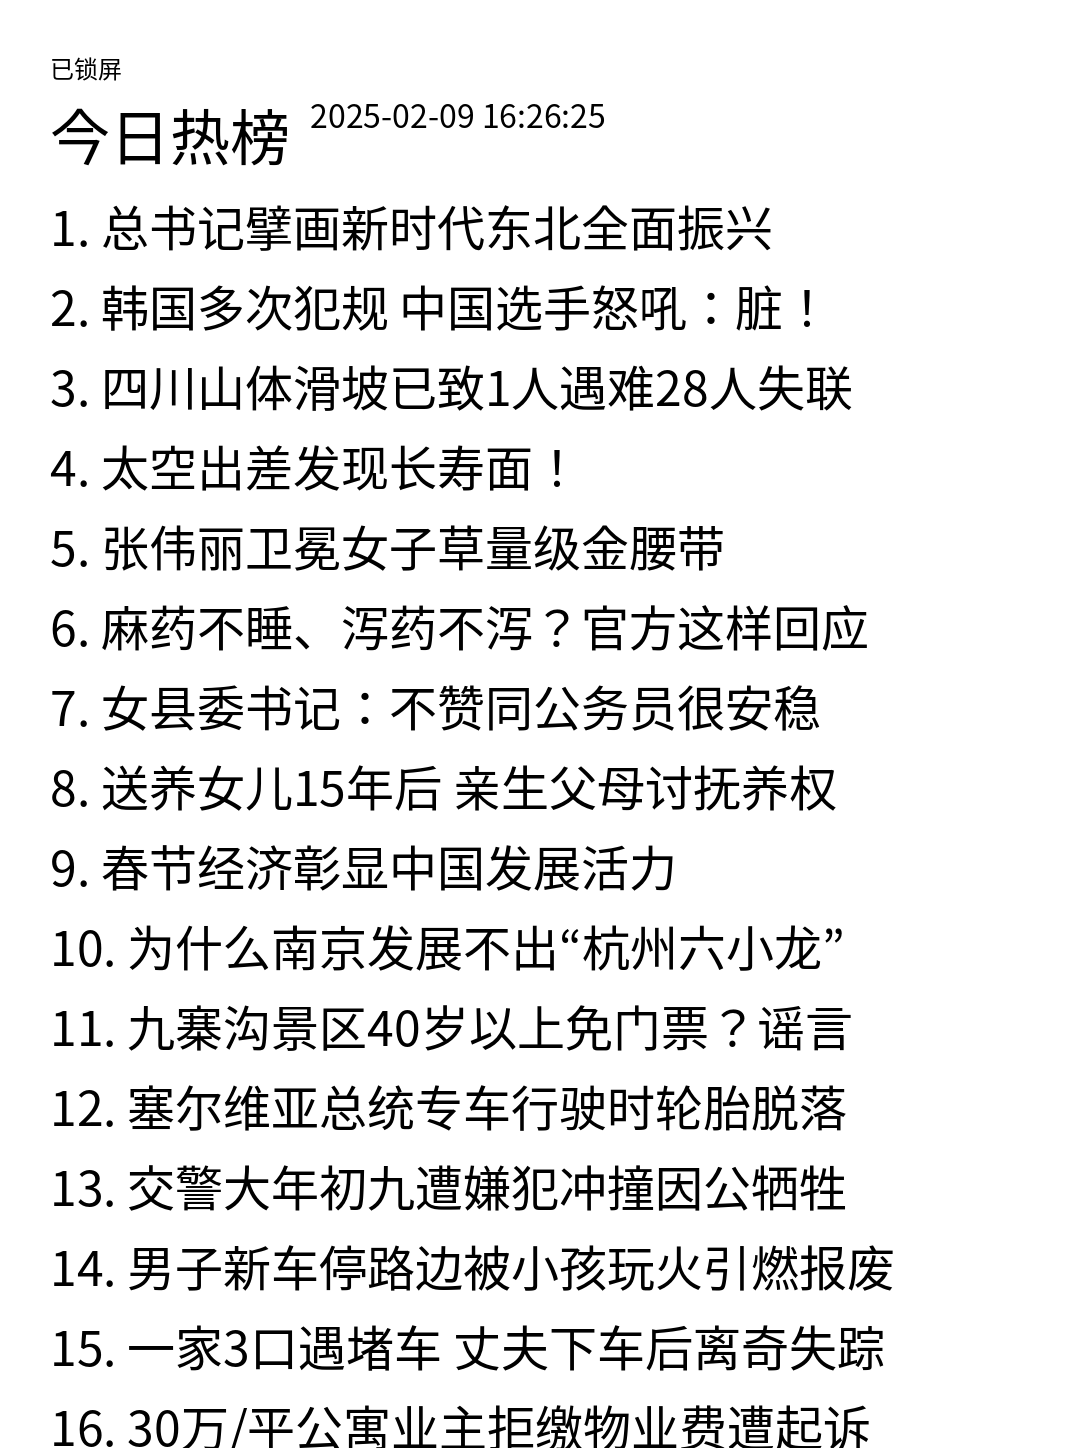 已锁屏
今日热榜 2025-02-09 16:26:25
1. 总书记擘画新时代东北全面振兴
2. 韩国多次犯规 中国选手怒吼：脏！
3. 四川山体滑坡已致1人遇难28人失联
4. 太空出差发现长寿面！
5. 张伟丽卫冕女子草量级金腰带
6. 麻药不睡、泻药不泻？官方这样回应
7. 女县委书记：不赞同公务员很安稳
8. 送养女儿15年后 亲生父母讨抚养权
9. 春节经济彰显中国发展活力
10. 为什么南京发展不出“杭州六小龙”
11. 九寨沟景区40岁以上免门票？谣言
12. 塞尔维亚总统专车行驶时轮胎脱落
13. 交警大年初九遭嫌犯冲撞因公牺牲
14. 男子新车停路边被小孩玩火引燃报废
15. 一家3口遇堵车 丈夫下车后离奇失踪
16. 30万/平公寓业主拒缴物业费遭起诉